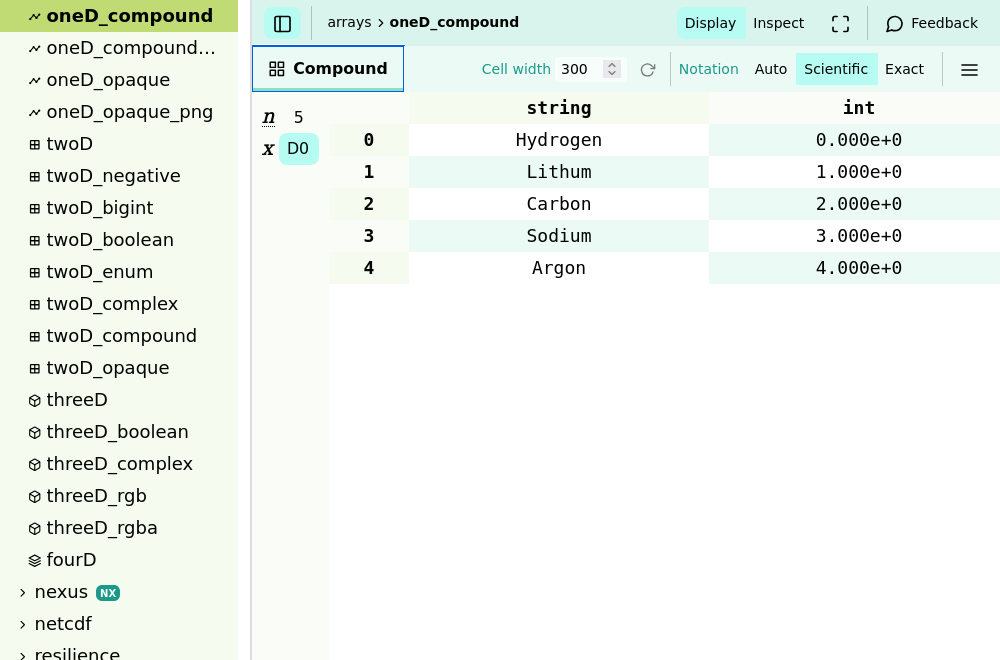 oneD_compound
oneD_compound…
oneD_opaque
oneD_opaque_png
twoD
twoD_negative
twoD_bigint
twoD_boolean
twoD_enum
twoD_complex
twoD_compound
twoD_opaque
threeD
threeD_boolean
threeD_complex
threeD_rgb
threeD_rgba
fourD
nexus NX
netcdf
resilience
arrays > oneD_compound Display Inspect Feedback
Compound Cell width 300 Notation Auto Scientific Exact
n 5
x D0
string int
0 Hydrogen 0.000e+0
1 Lithum 1.000e+0
2 Carbon 2.000e+0
3 Sodium 3.000e+0
4 Argon 4.000e+0